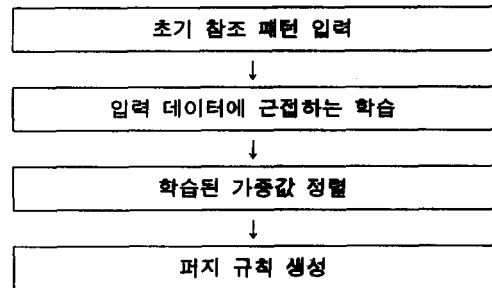 초기 참조 패턴 입력
↓
입력 데이터에 근접하는 학습
↓
학습된 가중값 정렬
↓
퍼지 규칙 생성